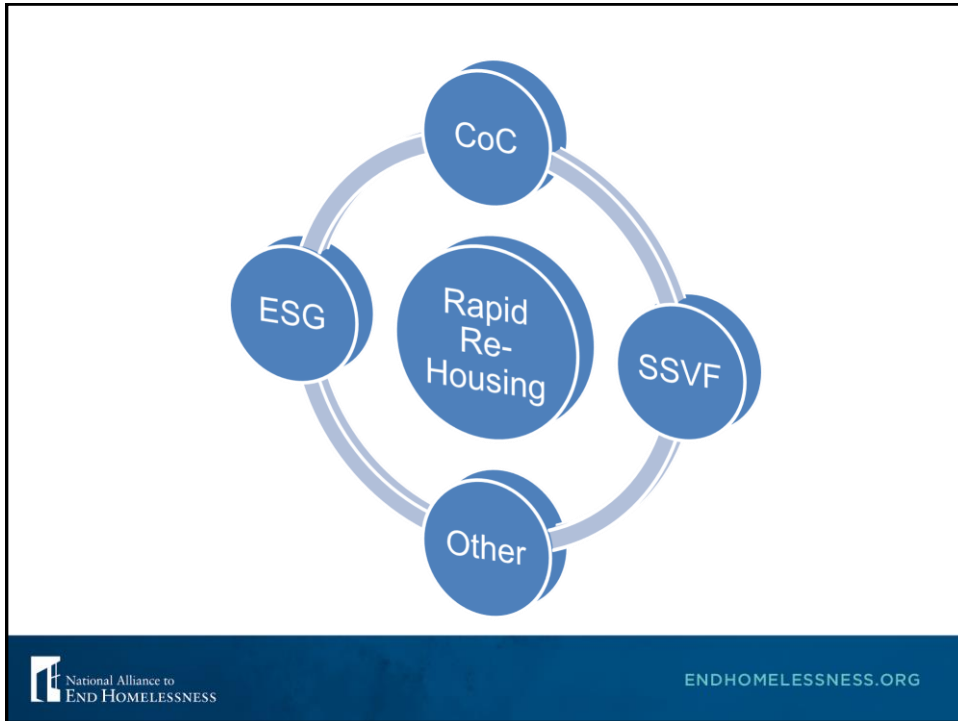 CoC
ESG
Rapid
Re-
Housing
SSVF
Other
National Alliance to
END HOMELESSNESS
ENDHOMELESSNESS.ORG